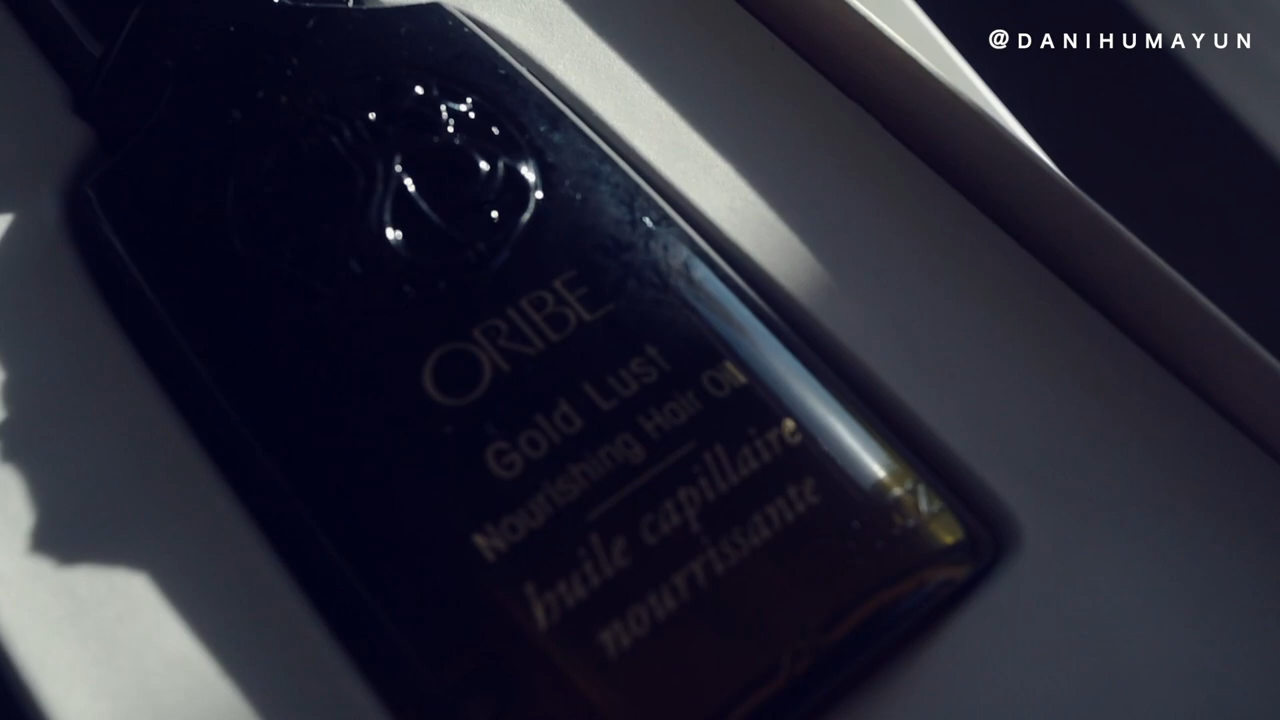 @DANIHUMAYUN
ORIBE
Gold Lust
Nourishing Hair Oil
huile capillaire
nourrissante